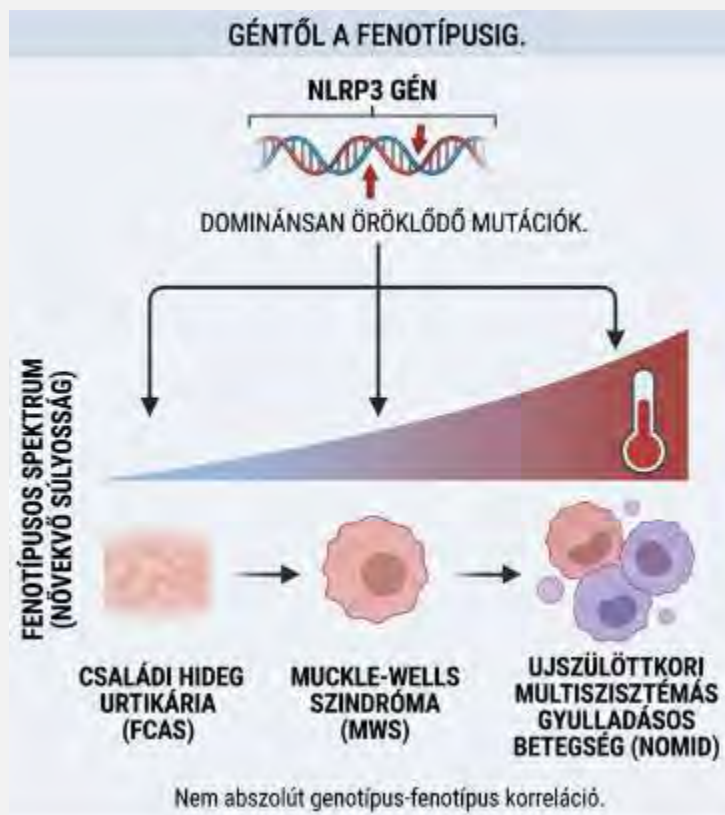 GÉNTŐL A FENOTÍPUSIG.
NLRP3 GÉN
DOMINÁNSAN ÖRÖKLŐDŐ MUTÁCIÓK.
FENOTÍPUSOS SPEKTRUM
(NÖVEKVŐ SÚLYOSSÁG)
CSALÁDI HIDEG
URTIKÁRIA
(FCAS)
MUCKLE-WELLS
SZINDRÓMA
(MWS)
UJSZÜLÖTTKORI
MULTISZISZTÉMÁS
GYULLADÁSOS
BETEGSÉG (NOMID)
Nem abszolút genotípus-fenotípus korreláció.